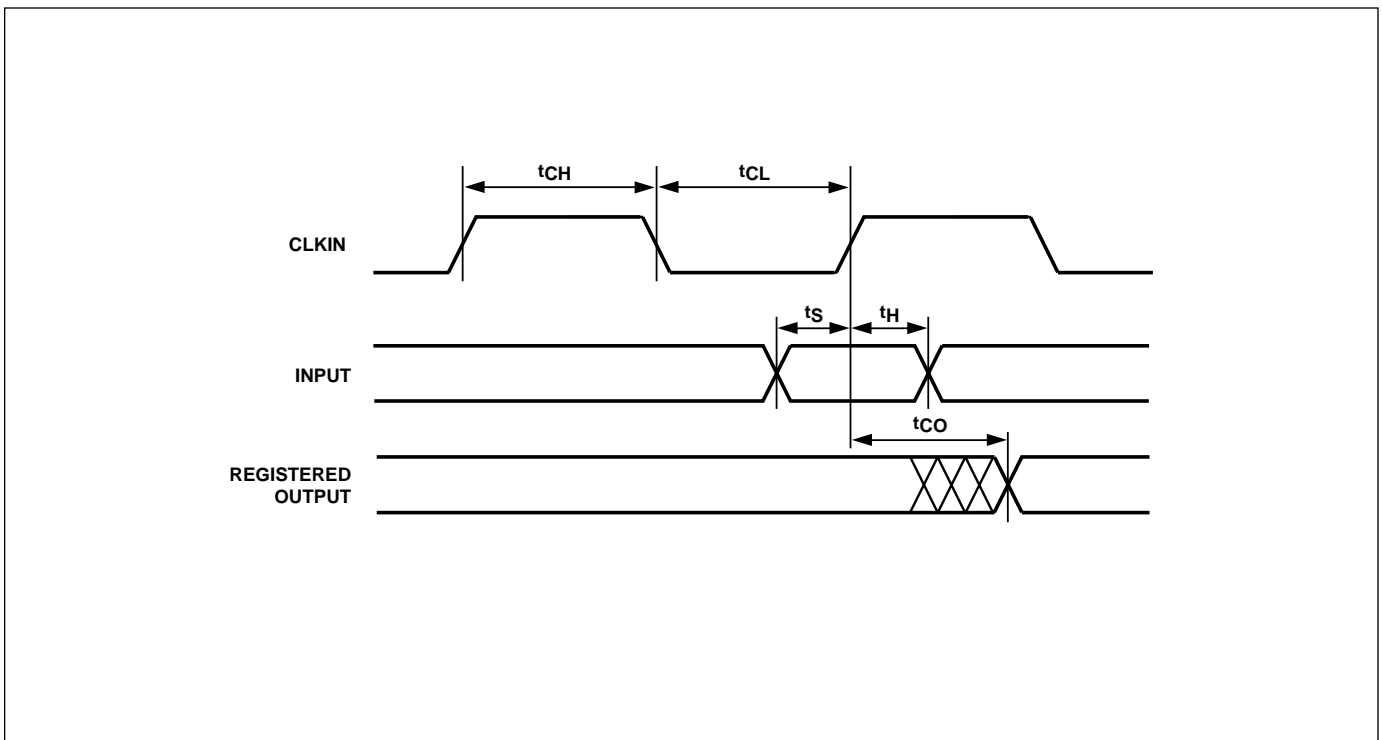 tCH
tCL
CLKIN
tS
tH
INPUT
tCO
REGISTERED
OUTPUT